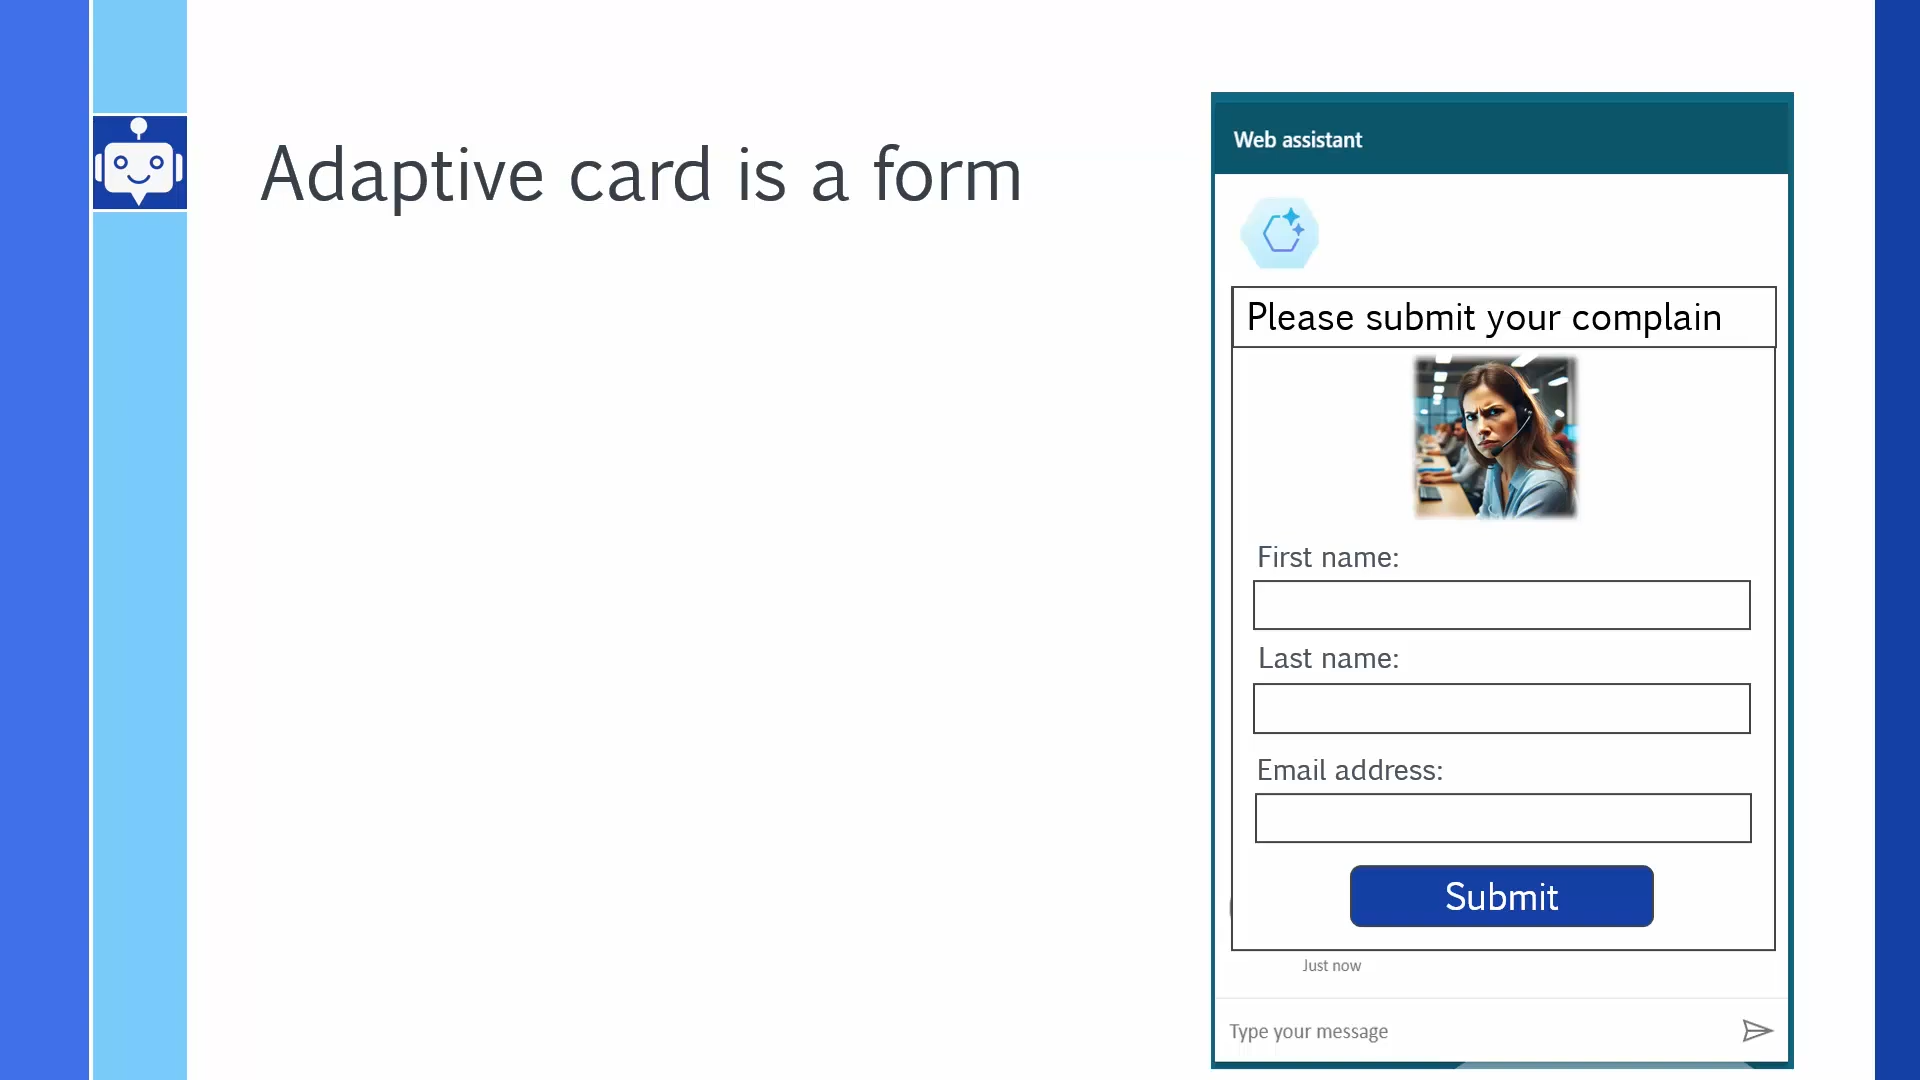 Adaptive card is a form
Web assistant
Please submit your complain
First name:
Last name:
Email address:
Submit
Just now
Type your message